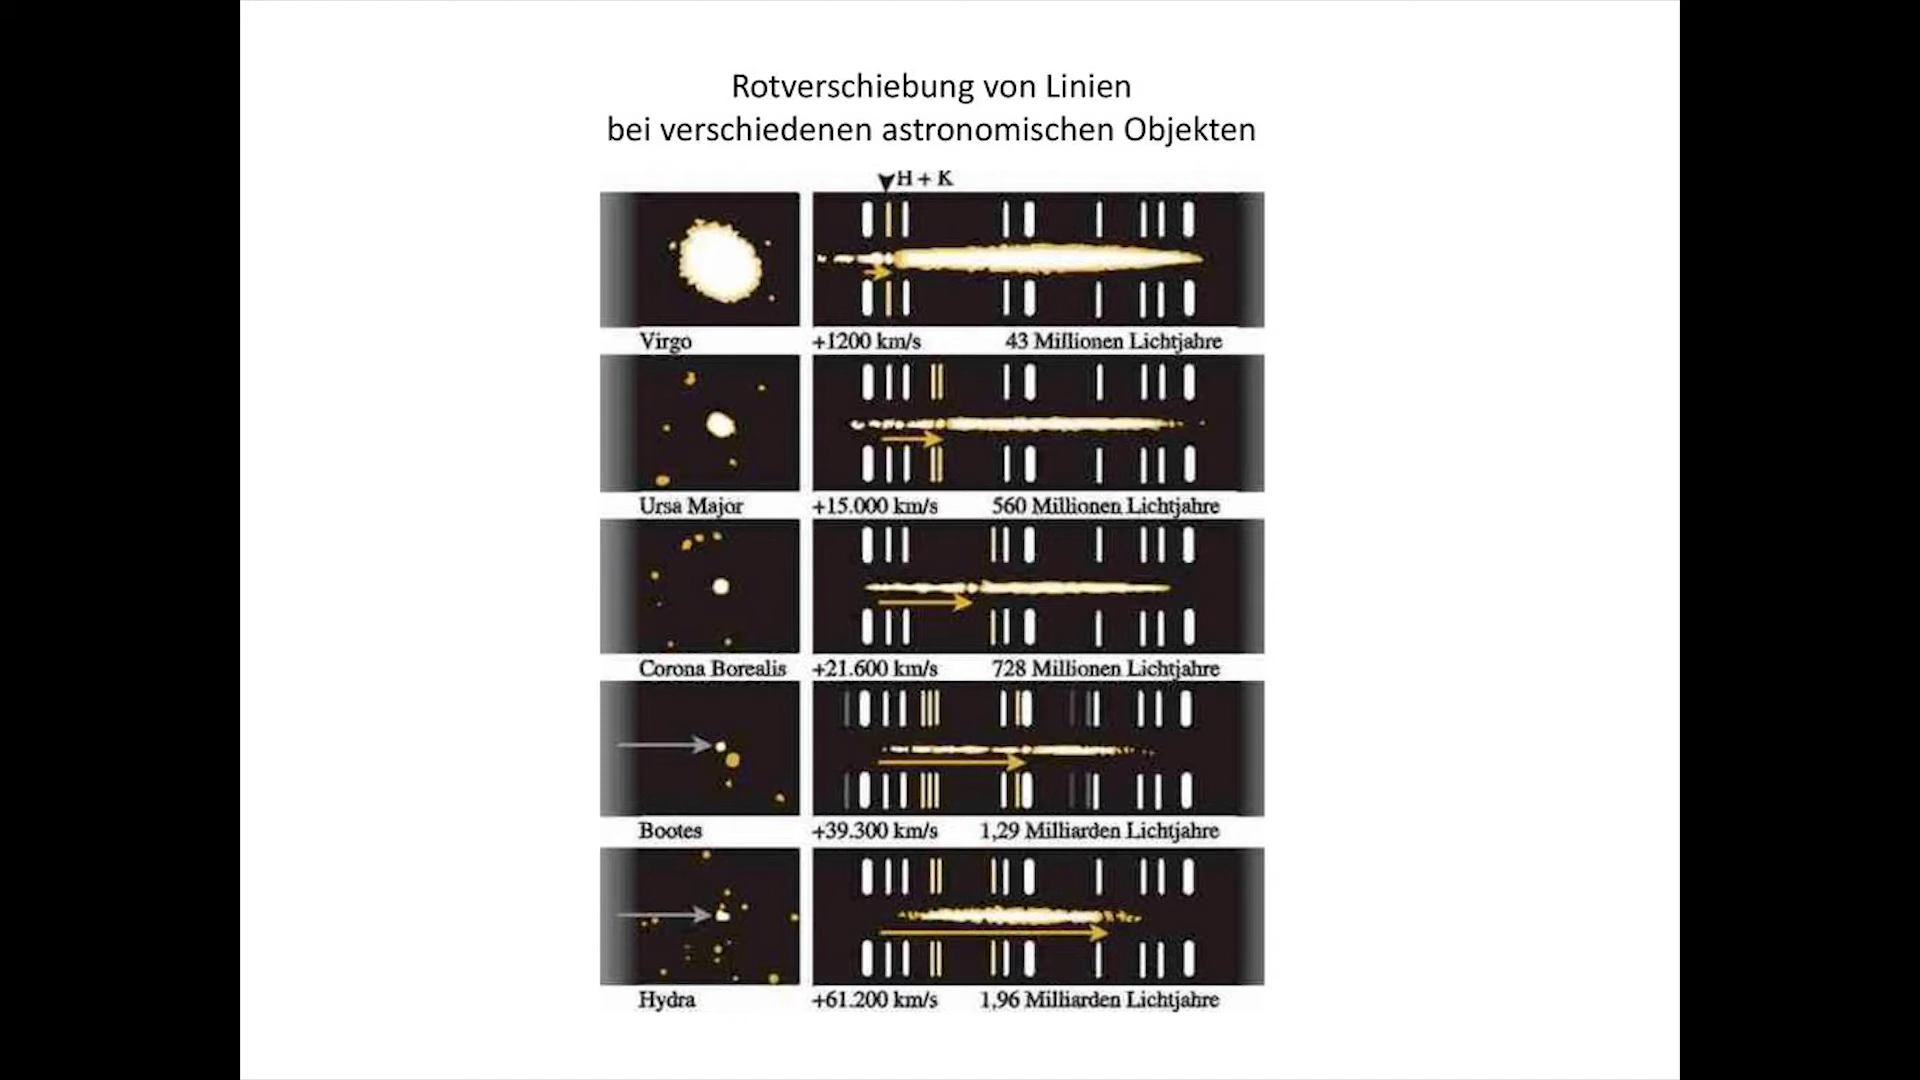 Rotverschiebung von Linien
bei verschiedenen astronomischen Objekten
H + K
Virgo +1200 km/s 43 Millionen Lichtjahre
Ursa Major +15.000 km/s 560 Millionen Lichtjahre
Corona Borealis +21.600 km/s 728 Millionen Lichtjahre
Bootes +39.300 km/s 1,29 Milliarden Lichtjahre
Hydra +61.200 km/s 1,96 Milliarden Lichtjahre